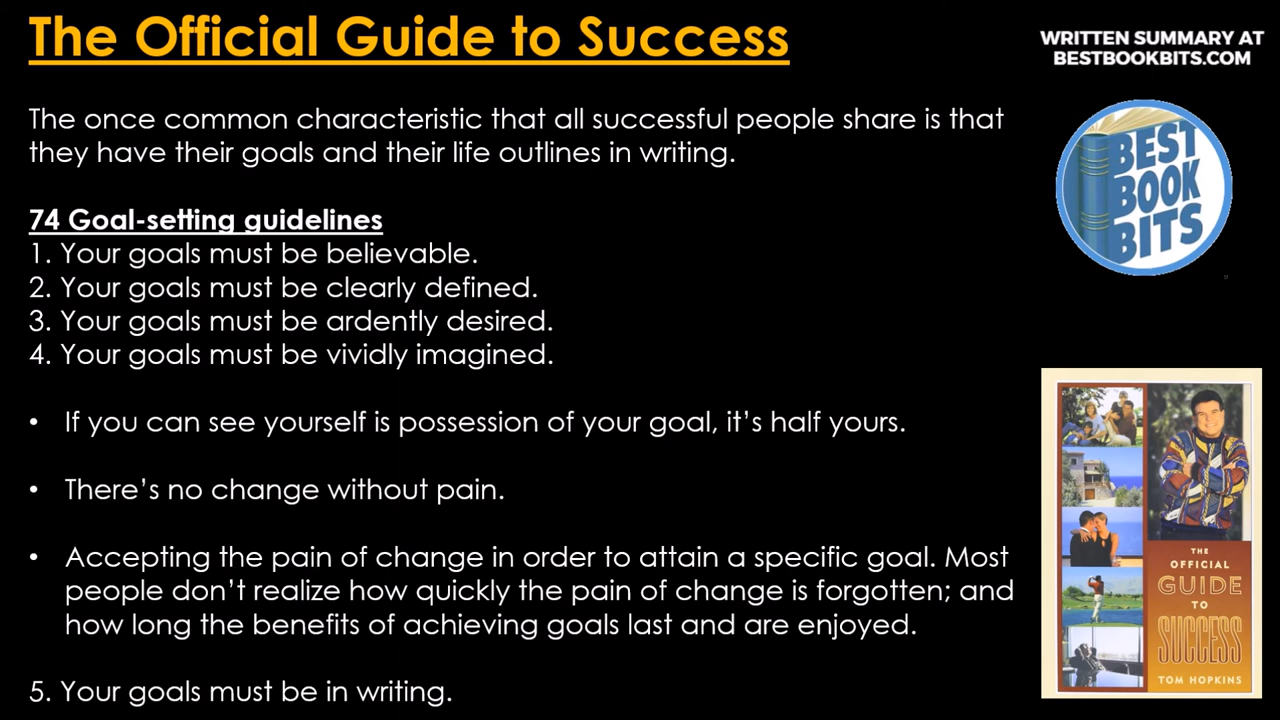 The Official Guide to Success
WRITTEN SUMMARY AT
BESTBOOKBITS.COM
The once common characteristic that all successful people share is that
they have their goals and their life outlines in writing.
74 Goal-setting guidelines
1. Your goals must be believable.
2. Your goals must be clearly defined.
3. Your goals must be ardently desired.
4. Your goals must be vividly imagined.
• If you can see yourself is possession of your goal, it's half yours.
• There's no change without pain.
• Accepting the pain of change in order to attain a specific goal. Most
people don't realize how quickly the pain of change is forgotten; and
how long the benefits of achieving goals last and are enjoyed.
5. Your goals must be in writing.
BEST
BOOK
BITS
THE
OFFICIAL
GUIDE
TO
SUCCESS
TOM HOPKINS